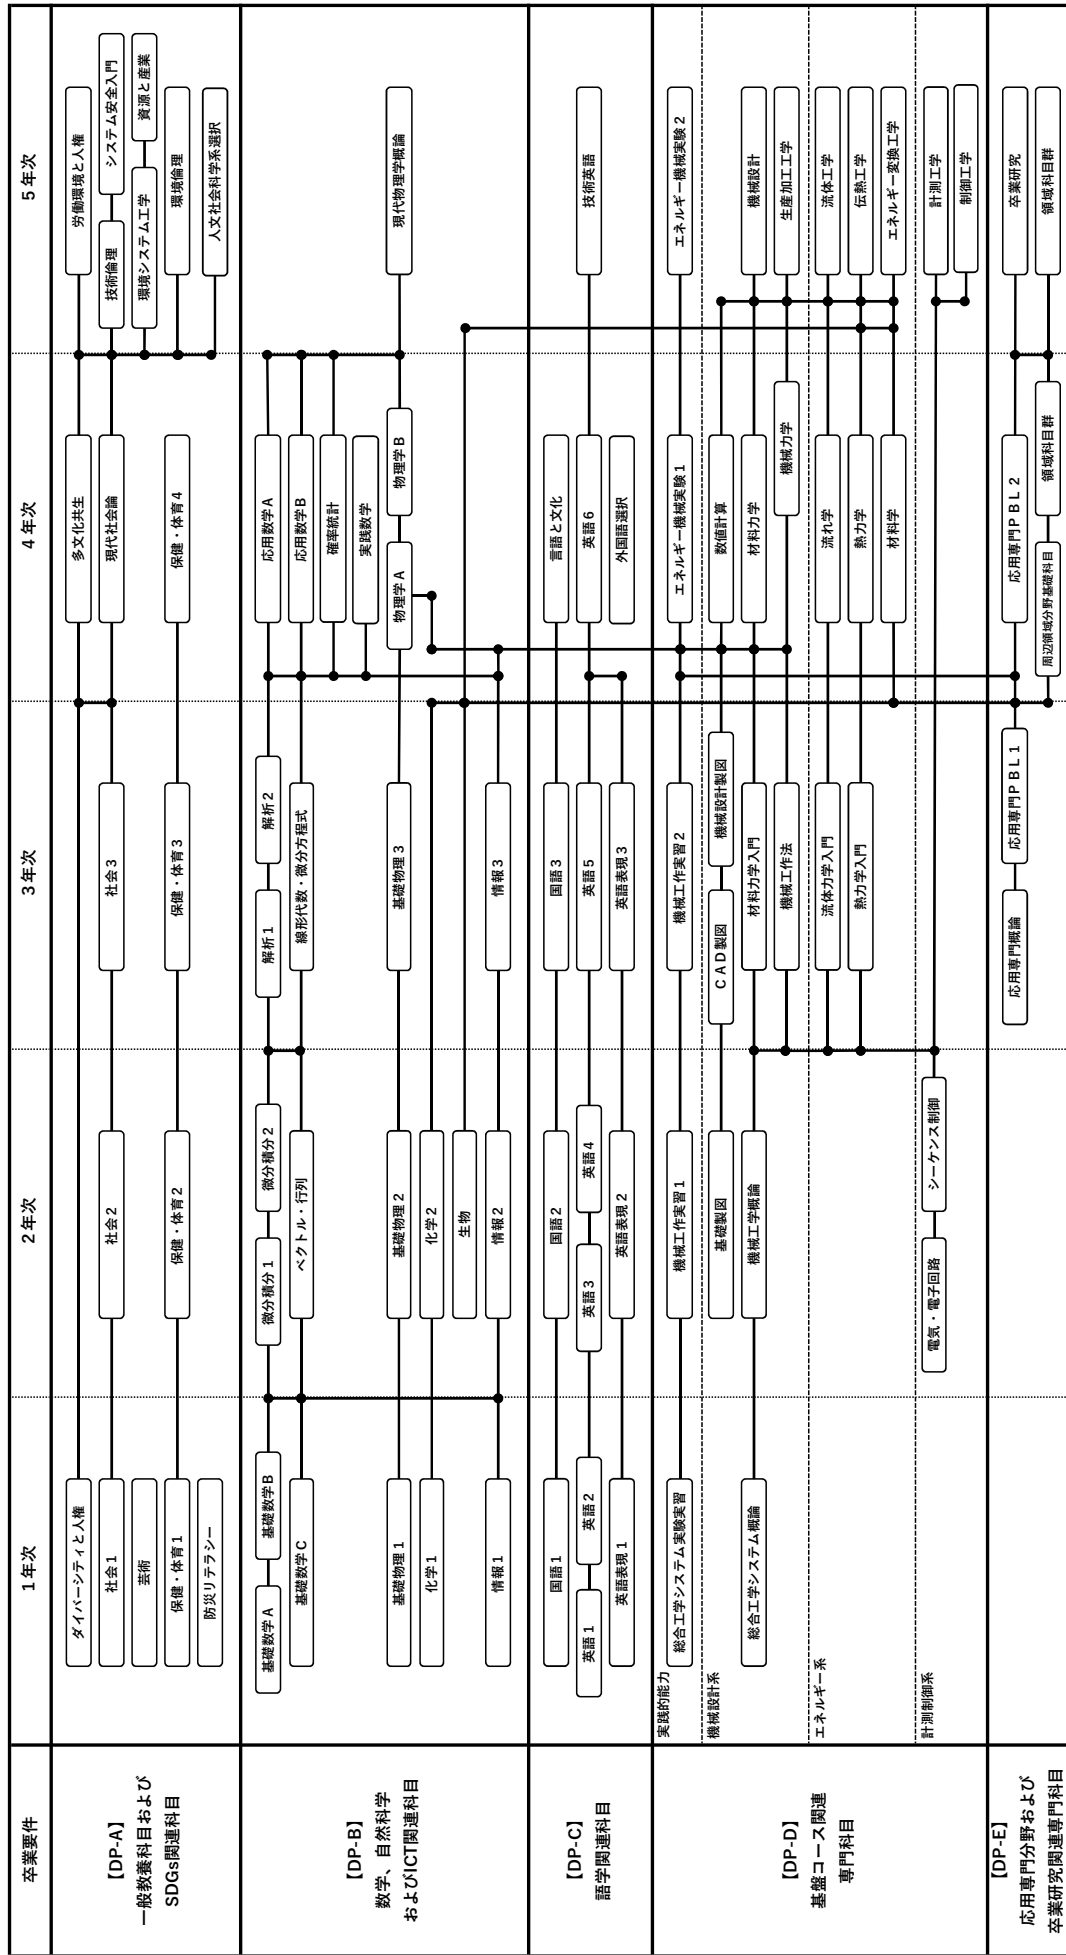 卒業要件
1年次
2年次
3年次
4年次
5年次
【DP-A】
一般教養科目および
SDGs関連科目
ダイバーシティと人権
多文化共生
労働環境と人権
社会1
社会2
社会3
現代社会論
技術倫理
システム安全入門
芸術
環境システム工学
資源と産業
保健・体育1
保健・体育2
保健・体育3
保健・体育4
環境倫理
防災リテラシー
人文社会科学系選択
【DP-B】
数学、自然科学
およびICT関連科目
基礎数学A
基礎数学B
微分積分1
微分積分2
解析1
解析2
応用数学A
基礎数学C
ベクトル・行列
線形代数・微分方程式
応用数学B
確率統計
実践数学
基礎物理1
基礎物理2
基礎物理3
物理学A
物理学B
現代物理学概論
化学1
化学2
生物
情報1
情報2
情報3
【DP-C】
語学関連科目
国語1
国語2
国語3
言語と文化
英語1
英語2
英語3
英語4
英語5
英語6
技術英語
英語表現1
英語表現2
英語表現3
外国語選択
【DP-D】
基盤コース関連
専門科目
実践的能力
総合工学システム実験実習
機械工作実習1
機械工作実習2
エネルギー機械実験1
エネルギー機械実験2
機械設計系
基礎製図
CAD製図
機械設計製図
数値計算
総合工学システム概論
機械工学概論
材料力学入門
材料力学
機械設計
機械工作法
機械力学
生産加工工学
エネルギー系
流体力学入門
流れ学
流体工学
熱力学入門
熱力学
伝熱工学
材料学
エネルギー変換工学
計測制御系
電気・電子回路
シーケンス制御
計測工学
制御工学
【DP-E】
応用専門分野および
卒業研究関連専門科目
応用専門概論
応用専門PBL1
応用専門PBL2
卒業研究
周辺領域分野基礎科目
領域科目群
領域科目群